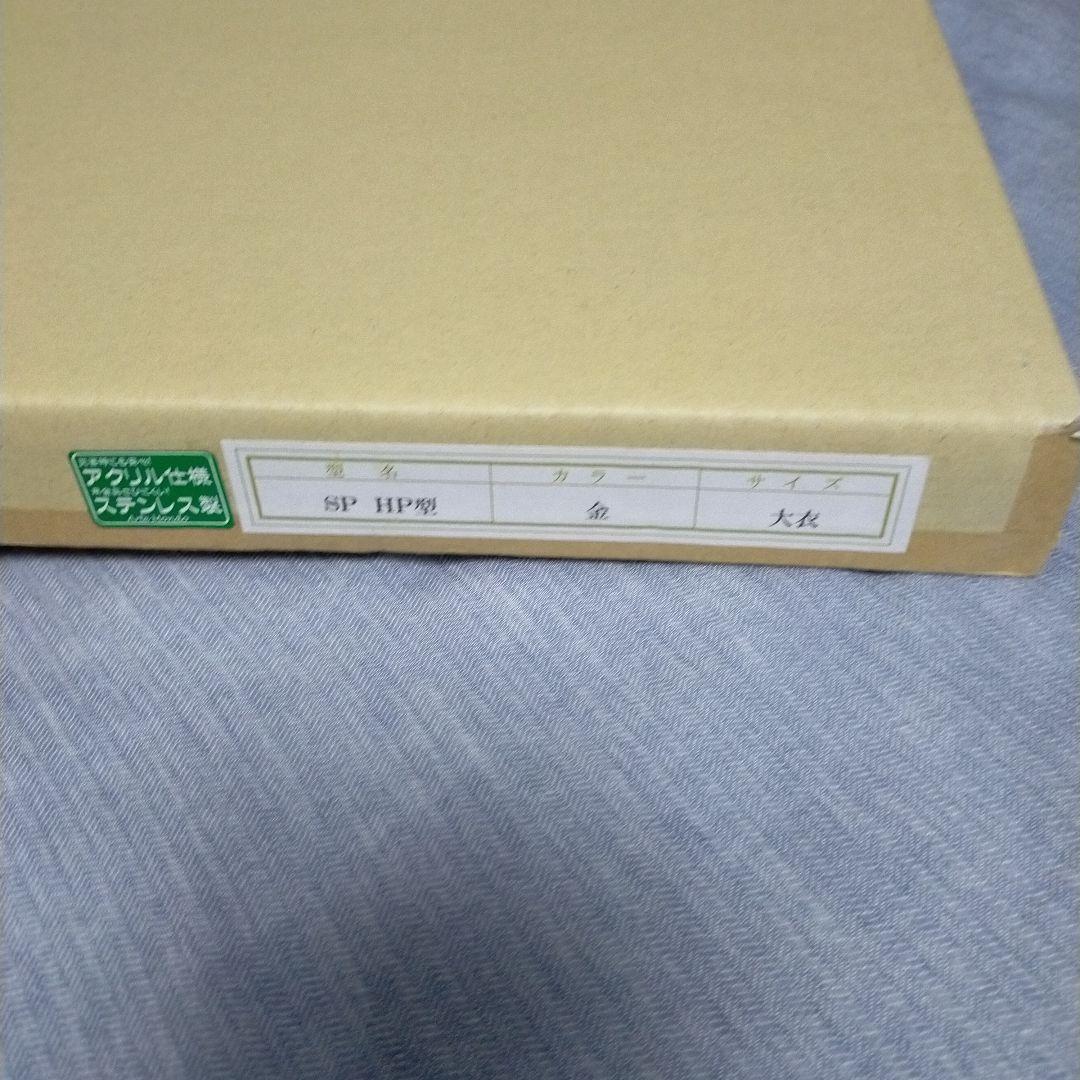 アクリル仕様
ステンレス製
型名 カラー サイズ
SP HP型 金 大衣